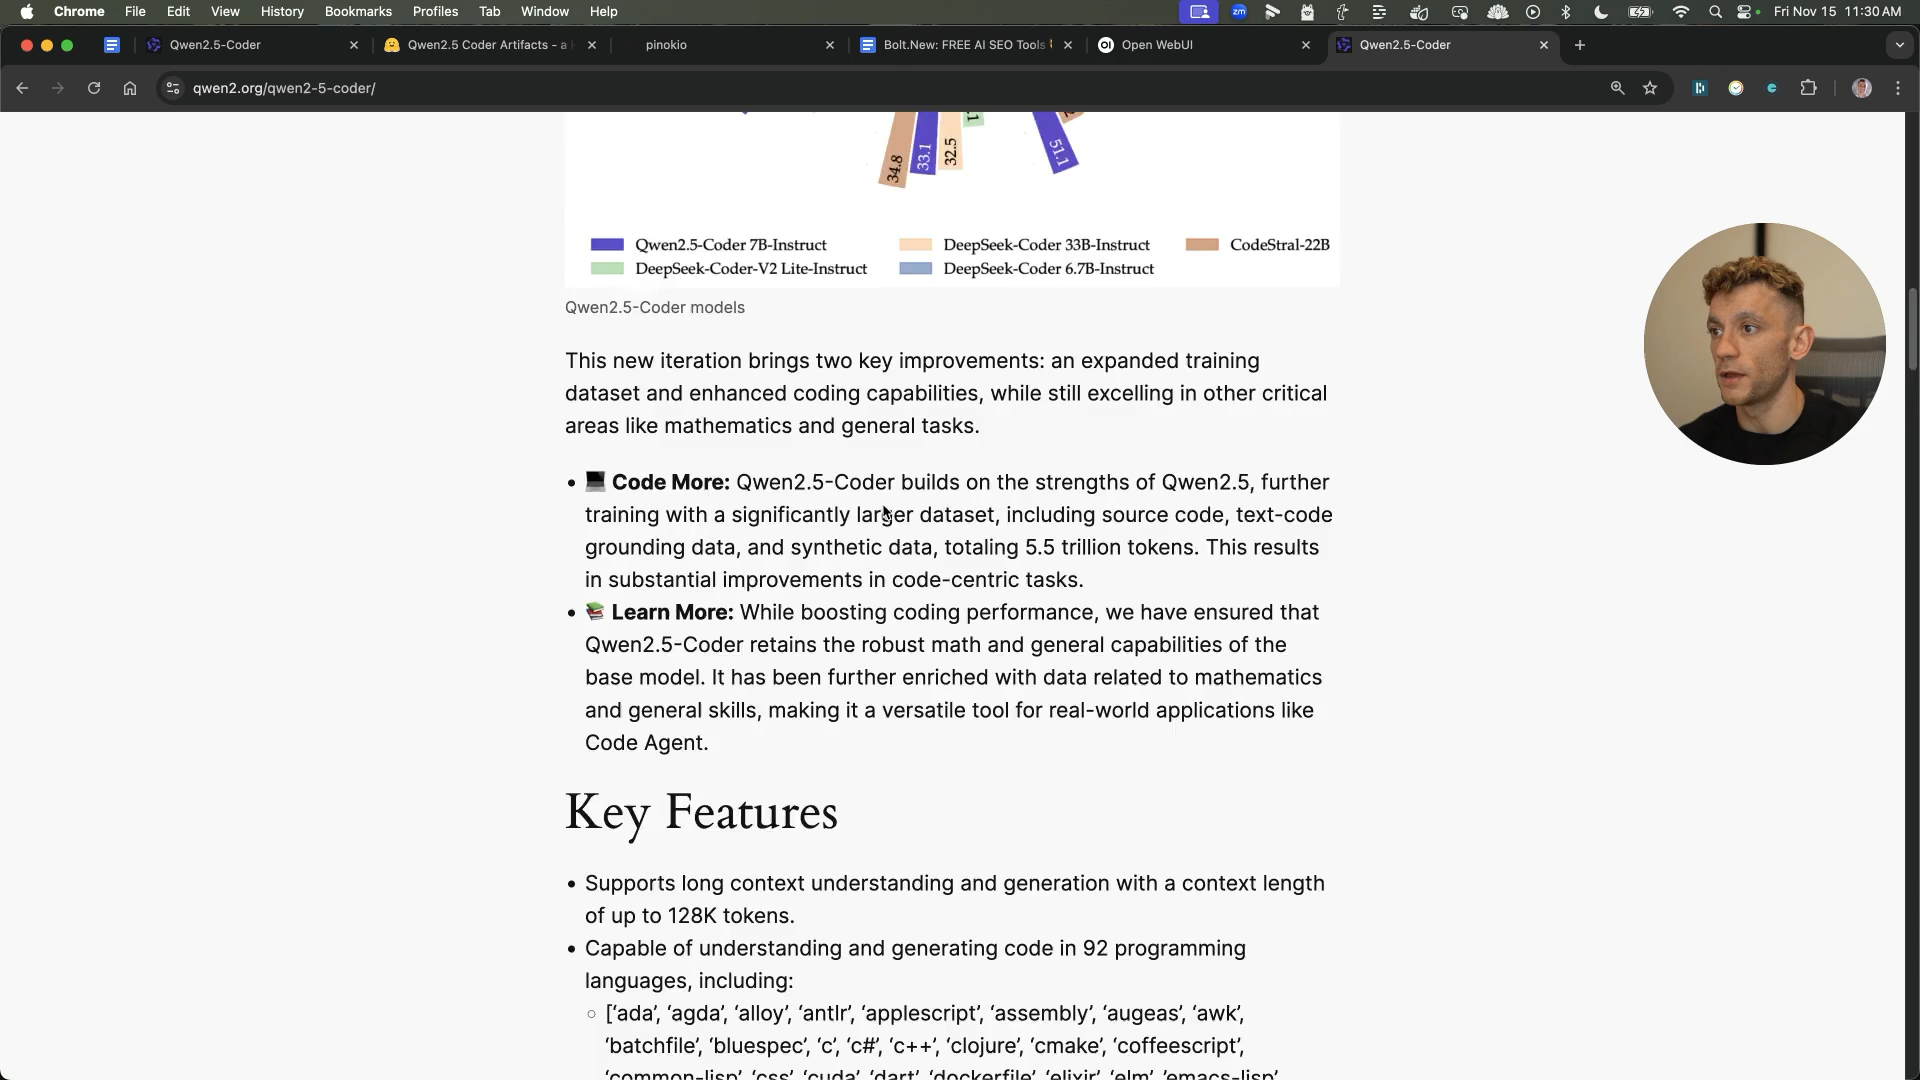 Chrome File Edit View History Bookmarks Profiles Tab Window Help
zm
Fri Nov 15 11:30 AM
Qwen2.5-Coder
Qwen2.5 Coder Artifacts - a
pinokio
Bolt.New: FREE AI SEO Tools
OI Open WebUI
Qwen2.5-Coder
qwen2.org/qwen2-5-coder/
34.8
33.1
32.5
51.1
Qwen2.5-Coder 7B-Instruct
DeepSeek-Coder 33B-Instruct
CodeStral-22B
DeepSeek-Coder-V2 Lite-Instruct
DeepSeek-Coder 6.7B-Instruct
Qwen2.5-Coder models
This new iteration brings two key improvements: an expanded training
dataset and enhanced coding capabilities, while still excelling in other critical
areas like mathematics and general tasks.
• 💻 Code More: Qwen2.5-Coder builds on the strengths of Qwen2.5, further
training with a significantly larger dataset, including source code, text-code
grounding data, and synthetic data, totaling 5.5 trillion tokens. This results
in substantial improvements in code-centric tasks.
• 📚 Learn More: While boosting coding performance, we have ensured that
Qwen2.5-Coder retains the robust math and general capabilities of the
base model. It has been further enriched with data related to mathematics
and general skills, making it a versatile tool for real-world applications like
Code Agent.
Key Features
• Supports long context understanding and generation with a context length
of up to 128K tokens.
• Capable of understanding and generating code in 92 programming
languages, including:
◦ [‘ada’, ‘agda’, ‘alloy’, ‘antlr’, ‘applescript’, ‘assembly’, ‘augeas’, ‘awk’,
‘batchfile’, ‘bluespec’, ‘c’, ‘c#’, ‘c++’, ‘clojure’, ‘cmake’, ‘coffeescript’,
‘common-lisp’, ‘css’, ‘cuda’, ‘dart’, ‘dockerfile’, ‘elixir’, ‘elm’, ‘emacs-lisp’,